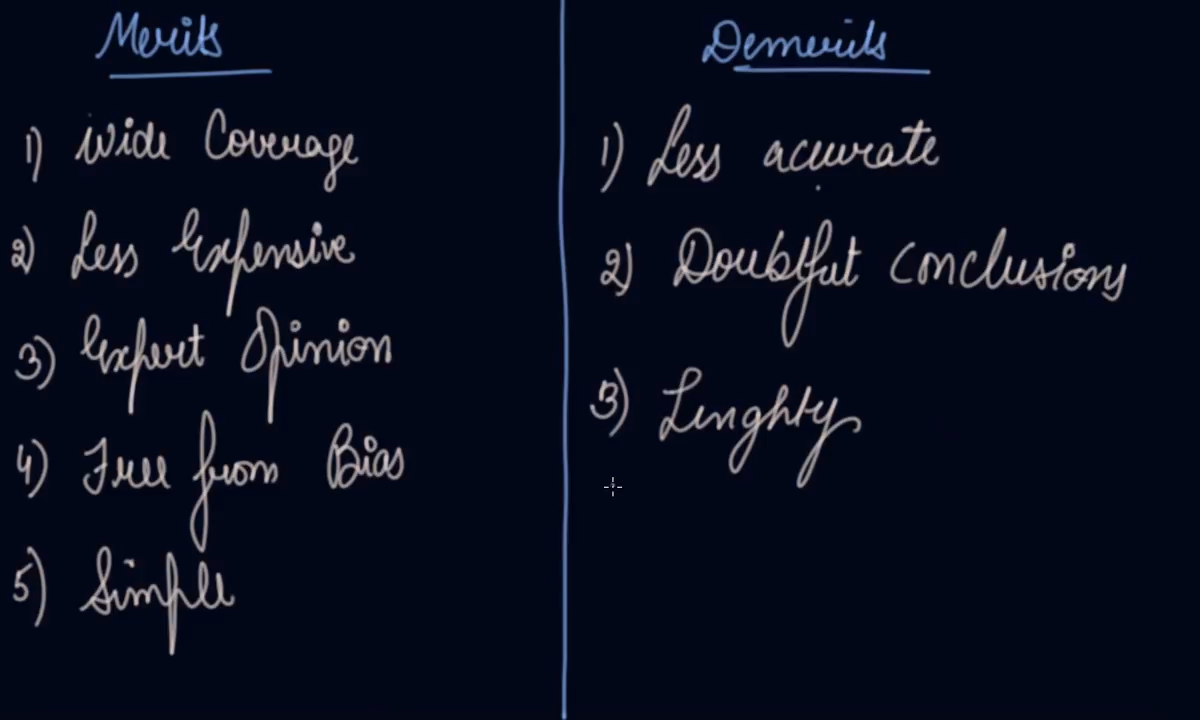 Merits
1) Wide Coverage
2) Less Expensive
3) Expert Opinion
4) Free from Bias
5) Simple
Demerits
1) Less accurate
2) Doubtful conclusions
3) Linghty